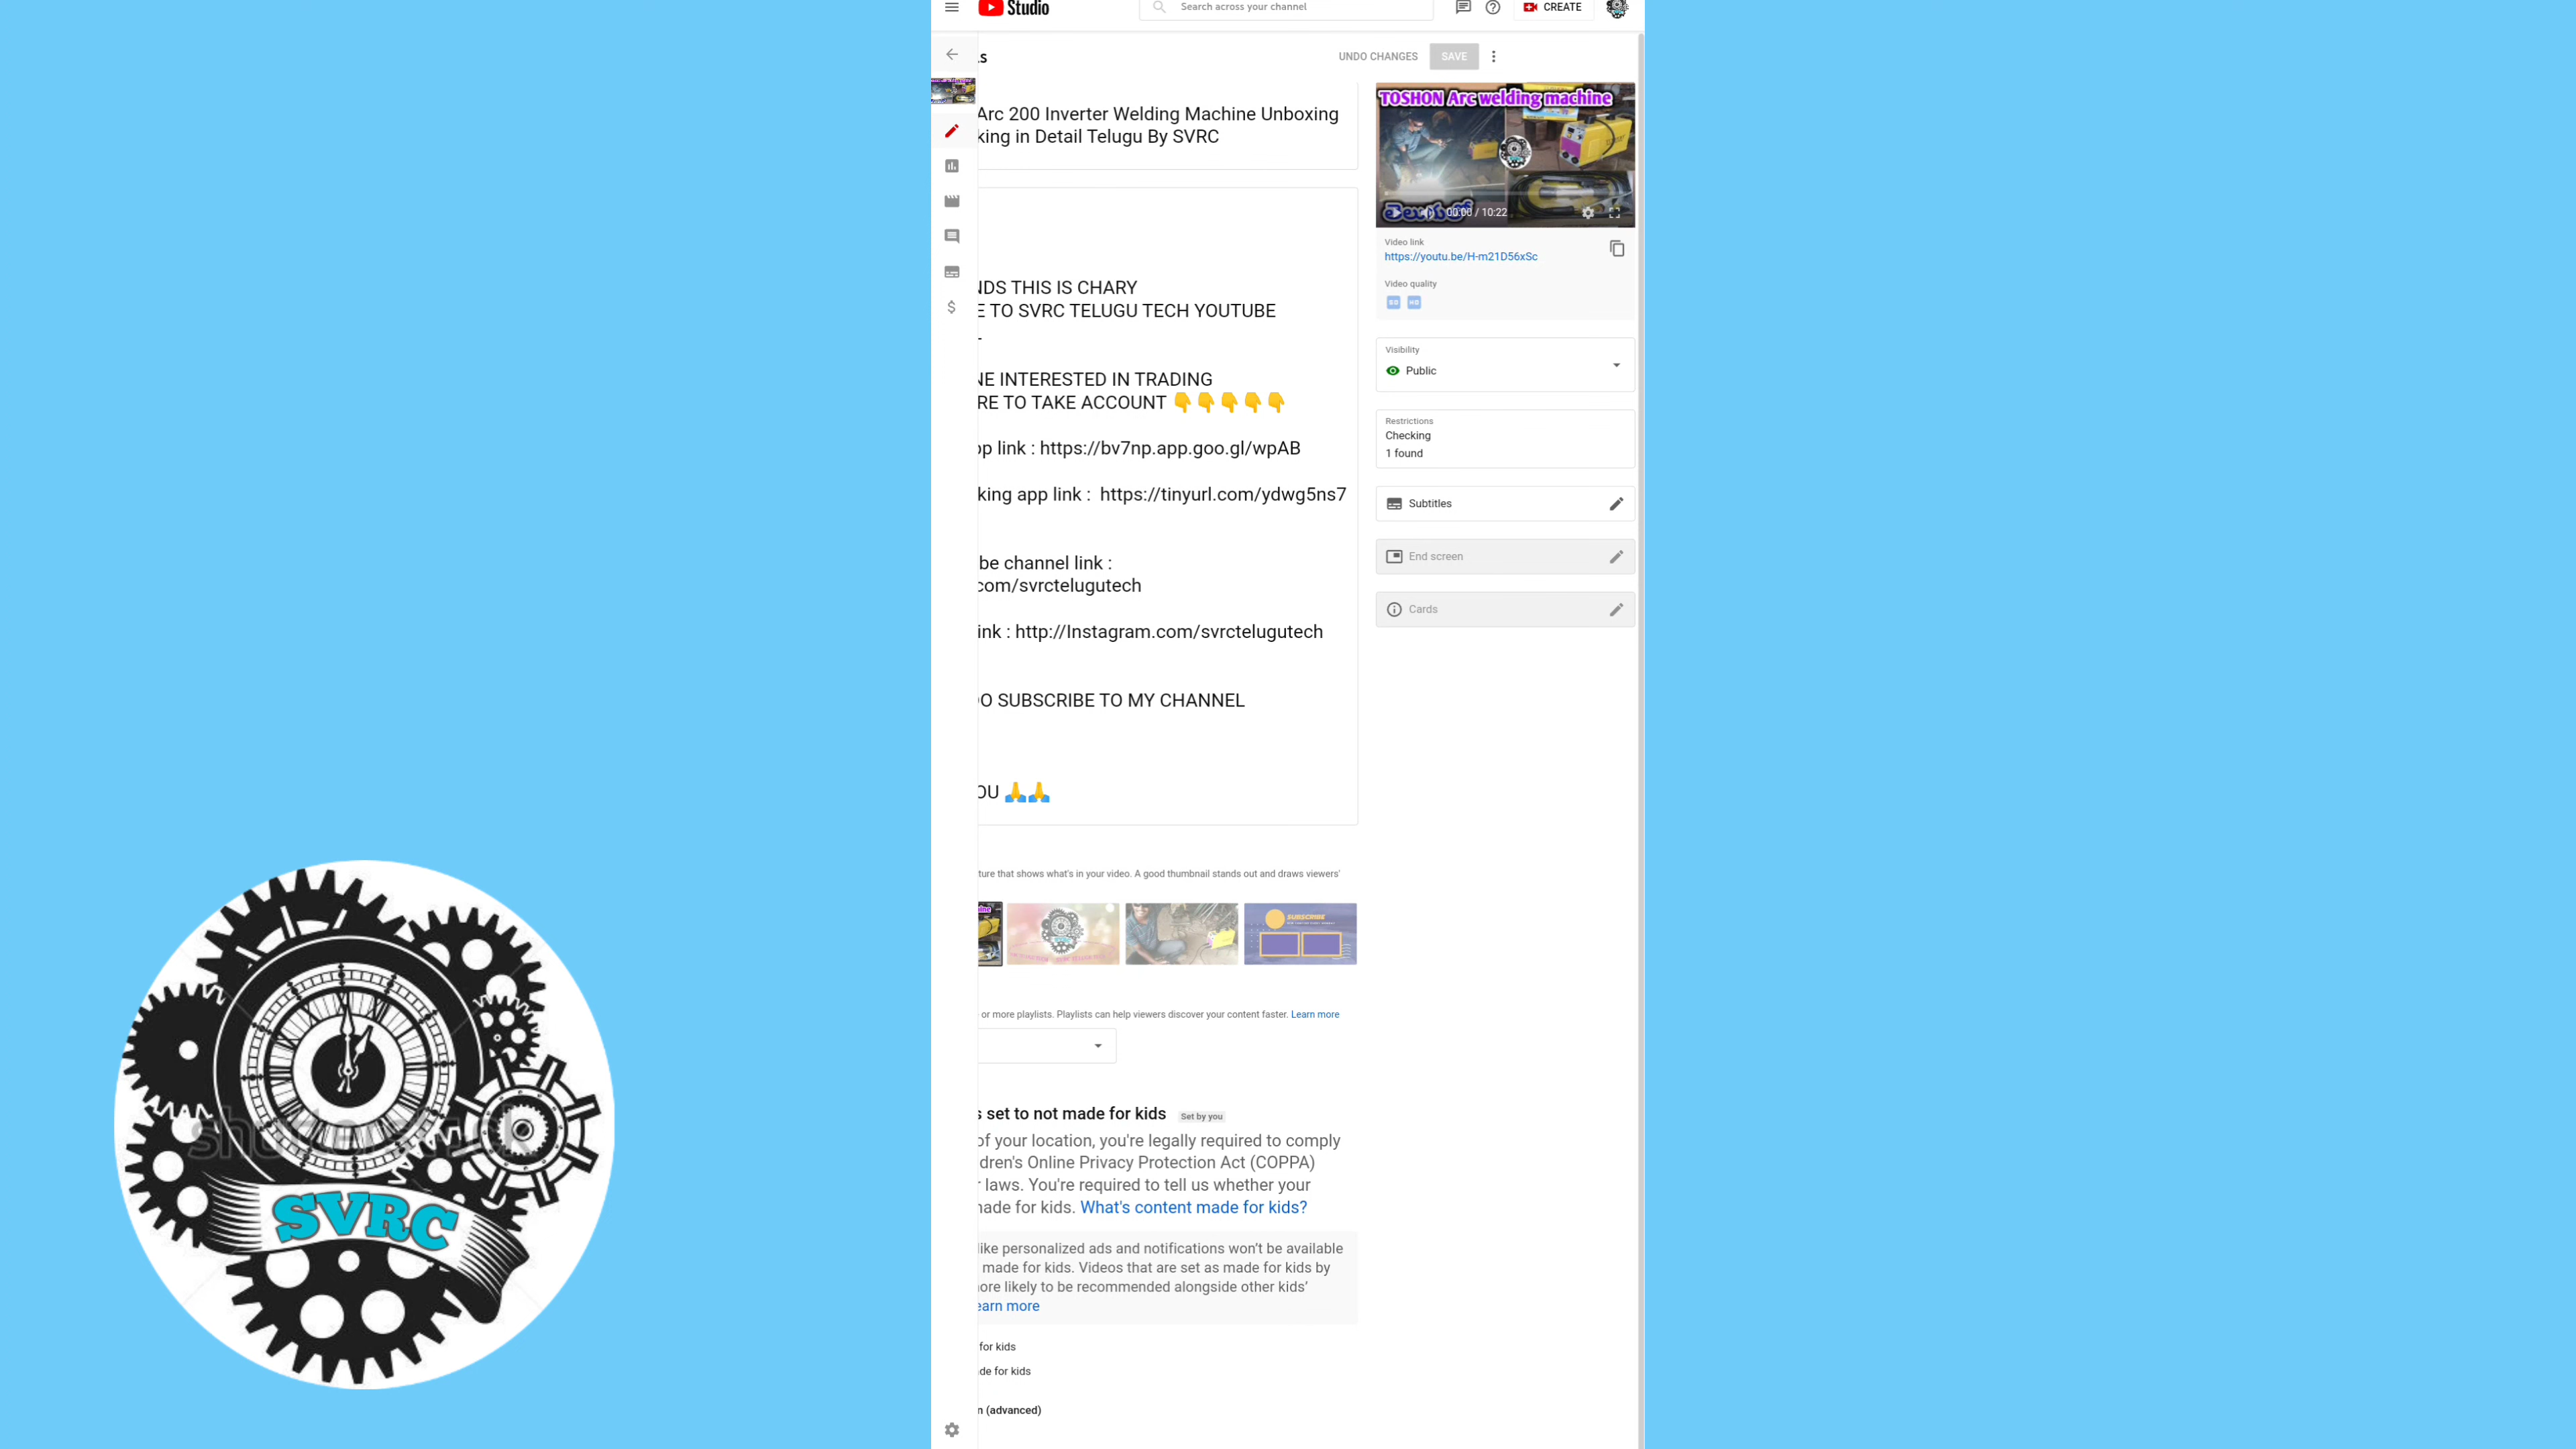 Studio
Search across your channel
CREATE
UNDO CHANGES
SAVE
Arc 200 Inverter Welding Machine Unboxing
king in Detail Telugu By SVRC
TOSHON Arc welding machine
తెలుగులో
00:00 / 10:22
Video link
https://youtu.be/H-m21D56xSc
Video quality
SD HD
Visibility
Public
Restrictions
Checking
1 found
Subtitles
End screen
Cards
NDS THIS IS CHARY
E TO SVRC TELUGU TECH YOUTUBE
NE INTERESTED IN TRADING
RE TO TAKE ACCOUNT 👇👇👇👇👇
pp link : https://bv7np.app.goo.gl/wpAB
king app link : https://tinyurl.com/ydwg5ns7
be channel link :
com/svrctelugutech
ink : http://Instagram.com/svrctelugutech
DO SUBSCRIBE TO MY CHANNEL
OU 🙏🙏
ture that shows what's in your video. A good thumbnail stands out and draws viewers'
SUBSCRIBE
or more playlists. Playlists can help viewers discover your content faster. Learn more
s set to not made for kids Set by you
of your location, you're legally required to comply
dren's Online Privacy Protection Act (COPPA)
r laws. You're required to tell us whether your
made for kids. What's content made for kids?
like personalized ads and notifications won't be available
made for kids. Videos that are set as made for kids by
more likely to be recommended alongside other kids'
earn more
for kids
de for kids
n (advanced)
shutterstock
SVRC